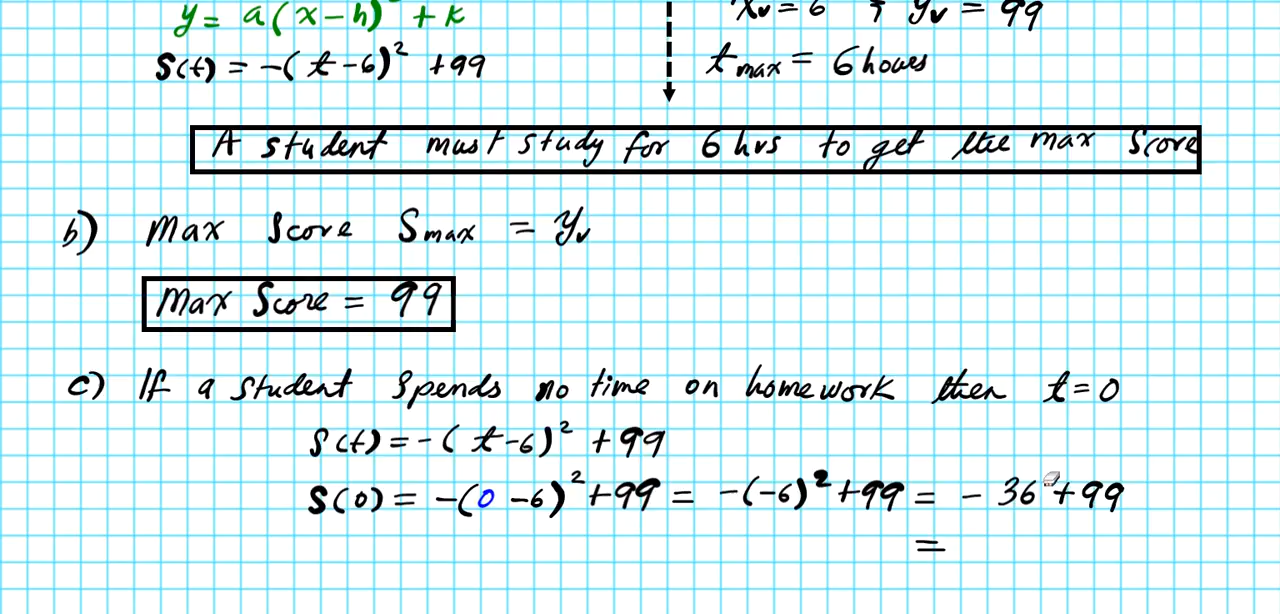 y = a(x-h)² + k
S(t) = -(t-6)² +99
xv = 6 , yv = 99
tmax = 6 hours
A student must study for 6 hrs to get the max Score
b) Max Score Smax = yv
Max Score = 99
c) If a student spends no time on homework then t=0
S(t) = -(t-6)² +99
S(0) = -(0-6)² +99 = -(-6)² +99 = - 36 +99
=